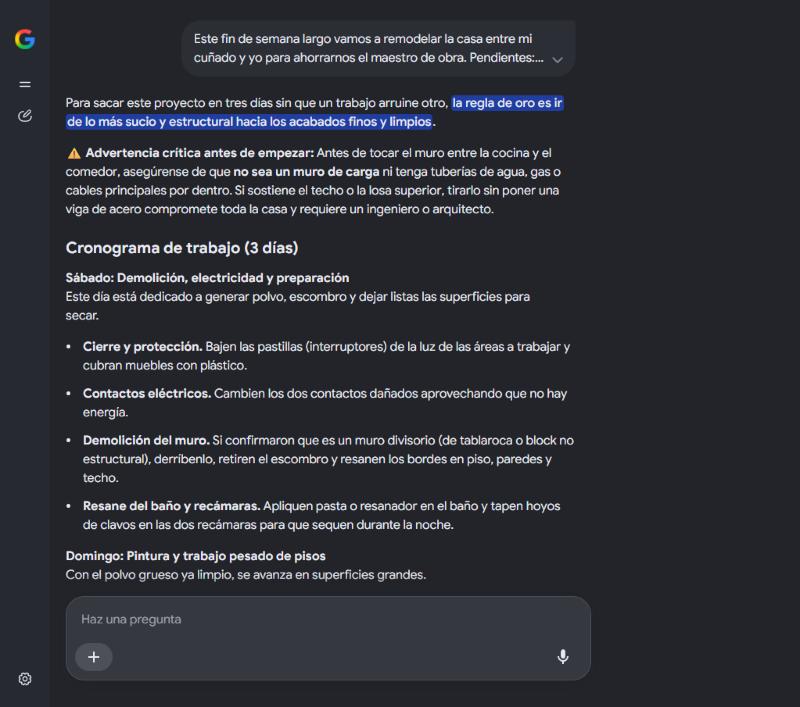 Este fin de semana largo vamos a remodelar la casa entre mi
cuñado y yo para ahorrarnos el maestro de obra. Pendientes:...
Para sacar este proyecto en tres días sin que un trabajo arruine otro, la regla de oro es ir
de lo más sucio y estructural hacia los acabados finos y limpios.
⚠️ Advertencia crítica antes de empezar: Antes de tocar el muro entre la cocina y el
comedor, asegúrense de que no sea un muro de carga ni tenga tuberías de agua, gas o
cables principales por dentro. Si sostiene el techo o la losa superior, tirarlo sin poner una
viga de acero compromete toda la casa y requiere un ingeniero o arquitecto.
Cronograma de trabajo (3 días)
Sábado: Demolición, electricidad y preparación
Este día está dedicado a generar polvo, escombro y dejar listas las superficies para
secar.
• Cierre y protección. Bajen las pastillas (interruptores) de la luz de las áreas a trabajar y
cubran muebles con plástico.
• Contactos eléctricos. Cambien los dos contactos dañados aprovechando que no hay
energía.
• Demolición del muro. Si confirmaron que es un muro divisorio (de tablaroca o block no
estructural), derríbenlo, retiren el escombro y resanen los bordes en piso, paredes y
techo.
• Resane del baño y recámaras. Apliquen pasta o resanador en el baño y tapen hoyos
de clavos en las dos recámaras para que sequen durante la noche.
Domingo: Pintura y trabajo pesado de pisos
Con el polvo grueso ya limpio, se avanza en superficies grandes.
Haz una pregunta